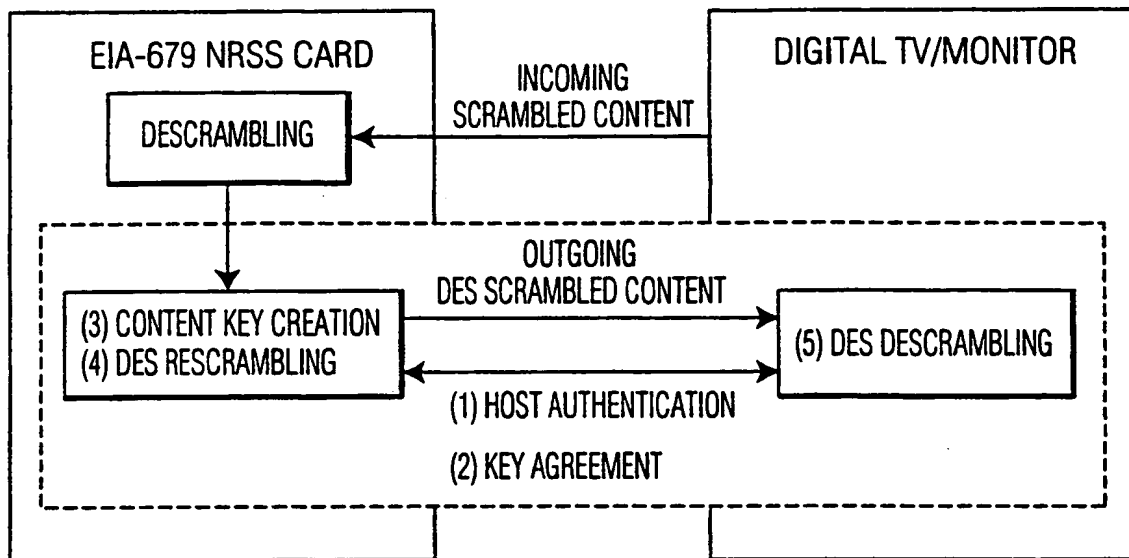 EIA-679 NRSS CARD
DIGITAL TV/MONITOR
INCOMING
SCRAMBLED CONTENT
DESCRAMBLING
OUTGOING
DES SCRAMBLED CONTENT
(3) CONTENT KEY CREATION
(4) DES RESCRAMBLING
(5) DES DESCRAMBLING
(1) HOST AUTHENTICATION
(2) KEY AGREEMENT